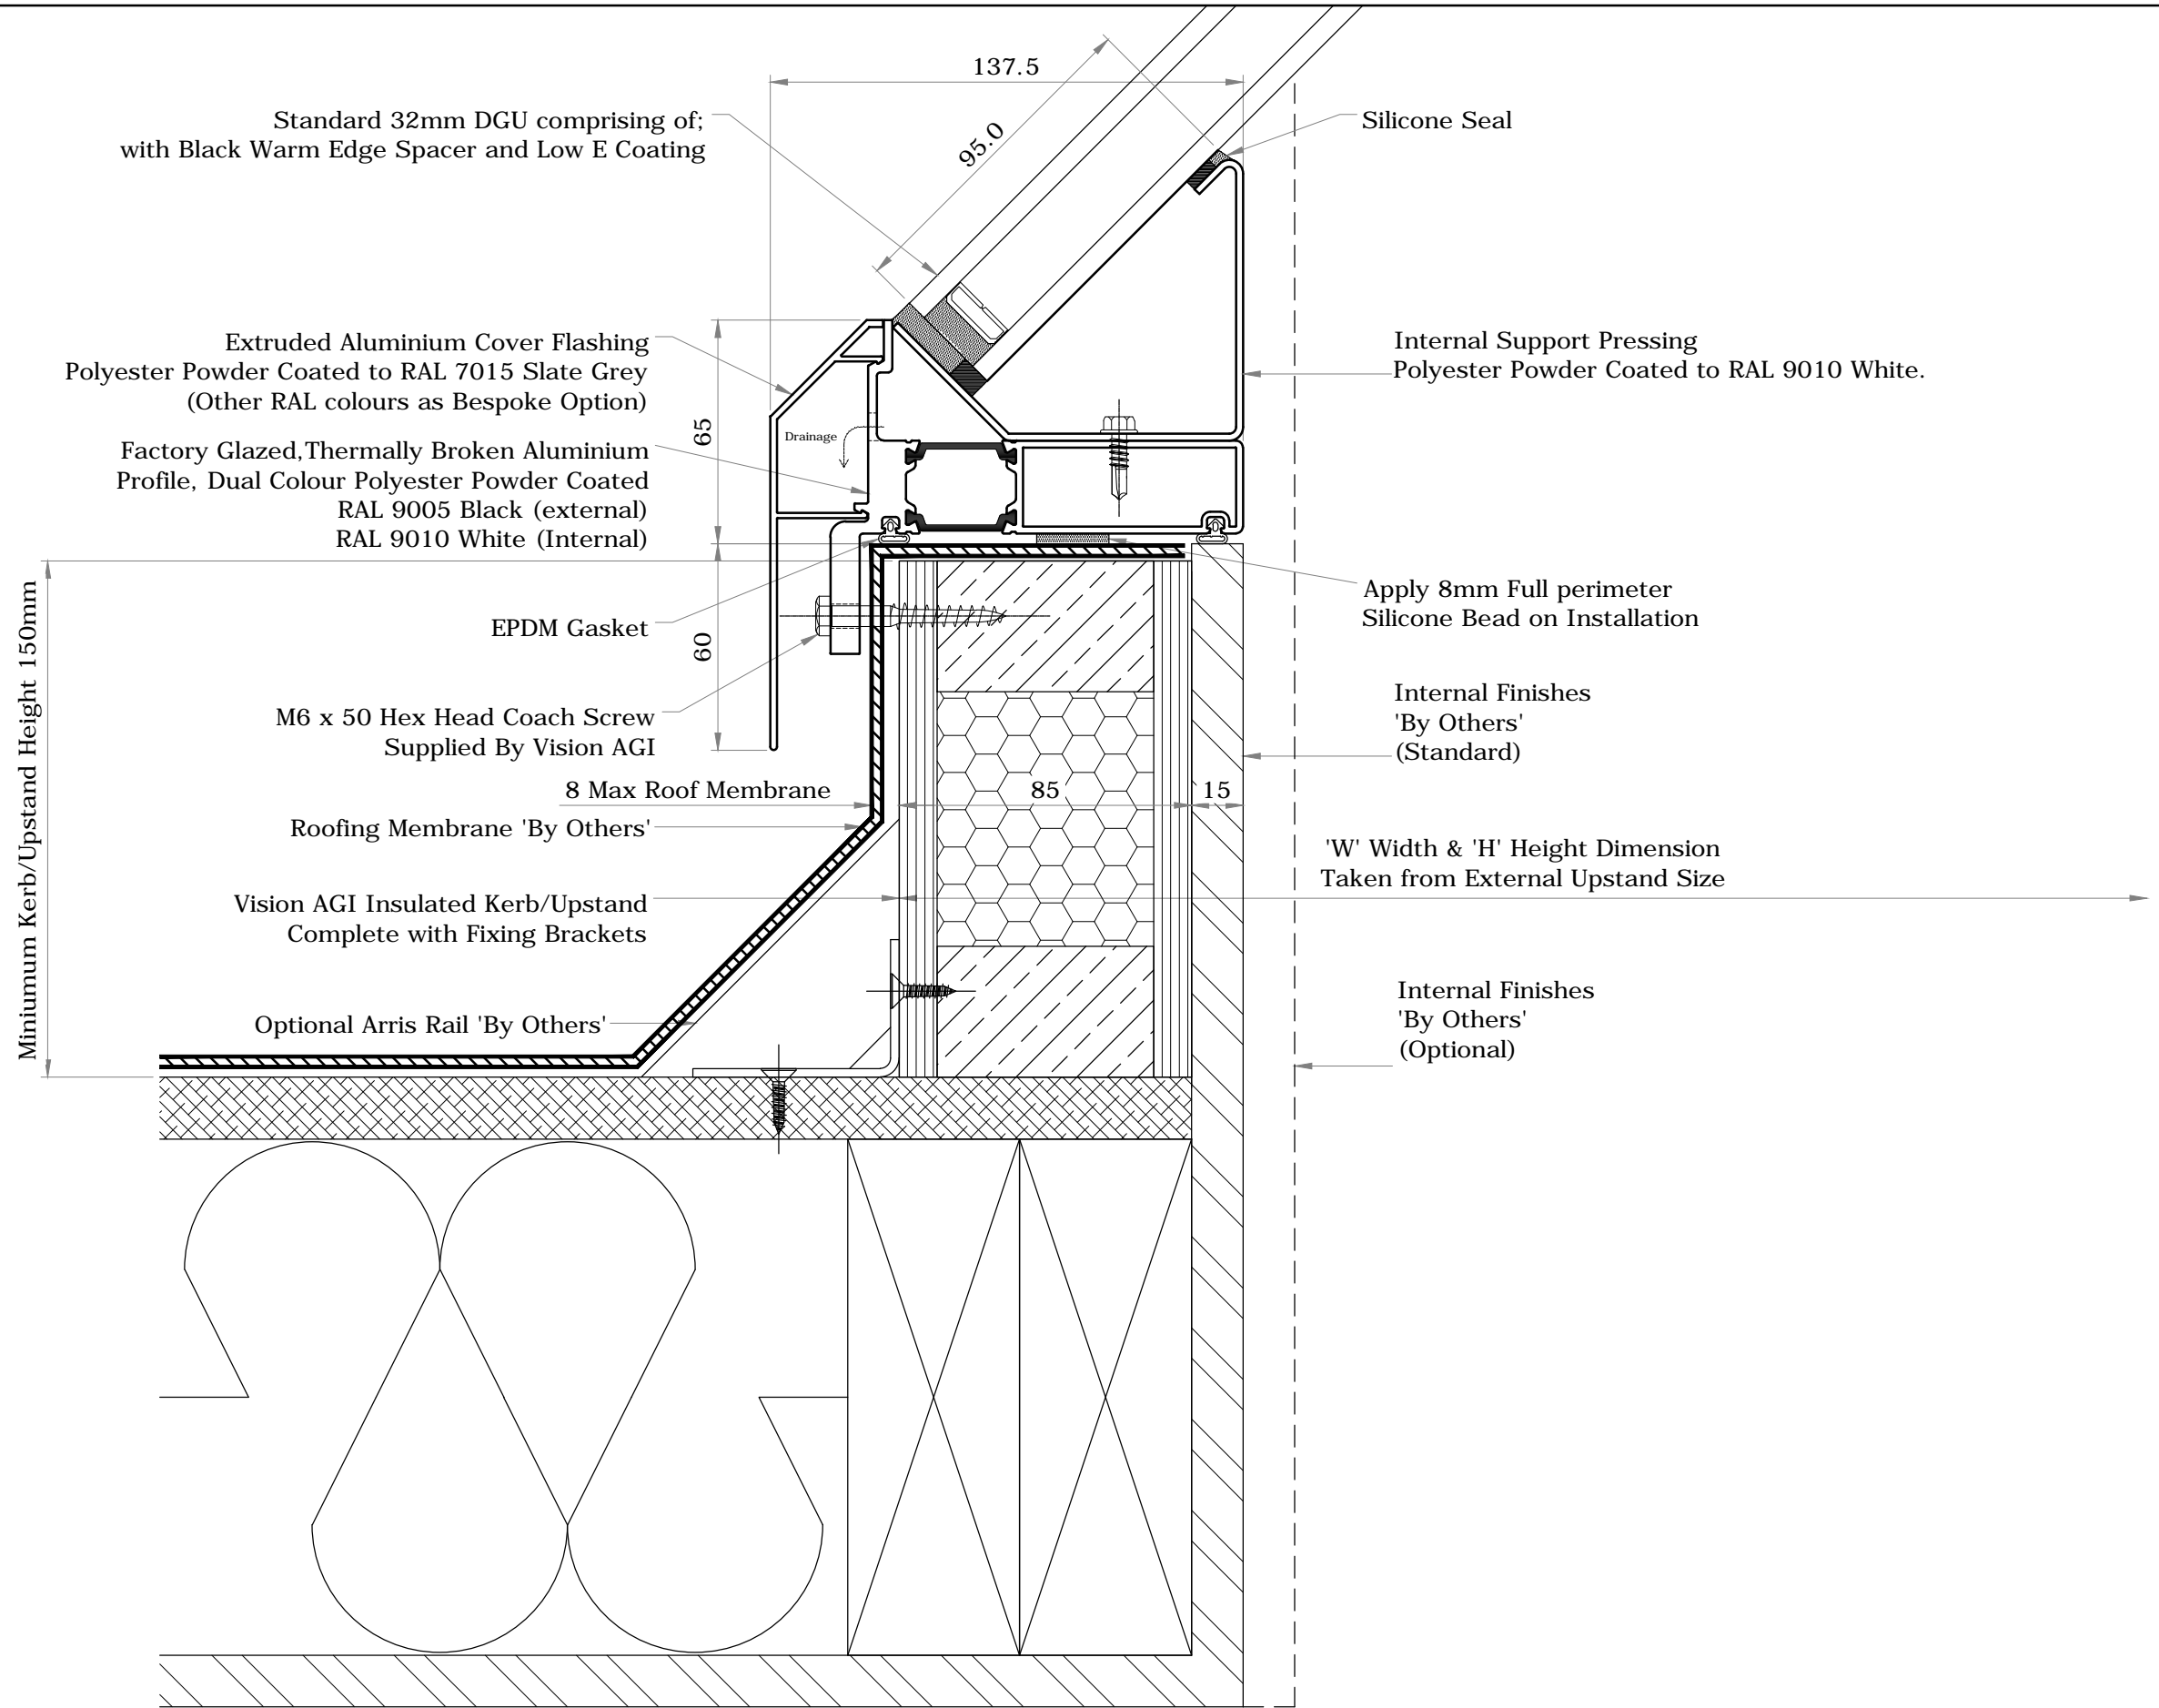 137.5
Standard 32mm DGU comprising of;
with Black Warm Edge Spacer and Low E Coating
95.0
Silicone Seal
Extruded Aluminium Cover Flashing
Polyester Powder Coated to RAL 7015 Slate Grey
(Other RAL colours as Bespoke Option)
Internal Support Pressing
Polyester Powder Coated to RAL 9010 White.
65
Drainage
Factory Glazed,Thermally Broken Aluminium
Profile, Dual Colour Polyester Powder Coated
RAL 9005 Black (external)
RAL 9010 White (Internal)
Miniumum Kerb/Upstand Height 150mm
EPDM Gasket
60
Apply 8mm Full perimeter
Silicone Bead on Installation
M6 x 50 Hex Head Coach Screw
Supplied By Vision AGI
Internal Finishes
'By Others'
(Standard)
8 Max Roof Membrane
85
15
Roofing Membrane 'By Others'
'W' Width & 'H' Height Dimension
Taken from External Upstand Size
Vision AGI Insulated Kerb/Upstand
Complete with Fixing Brackets
Optional Arris Rail 'By Others'
Internal Finishes
'By Others'
(Optional)